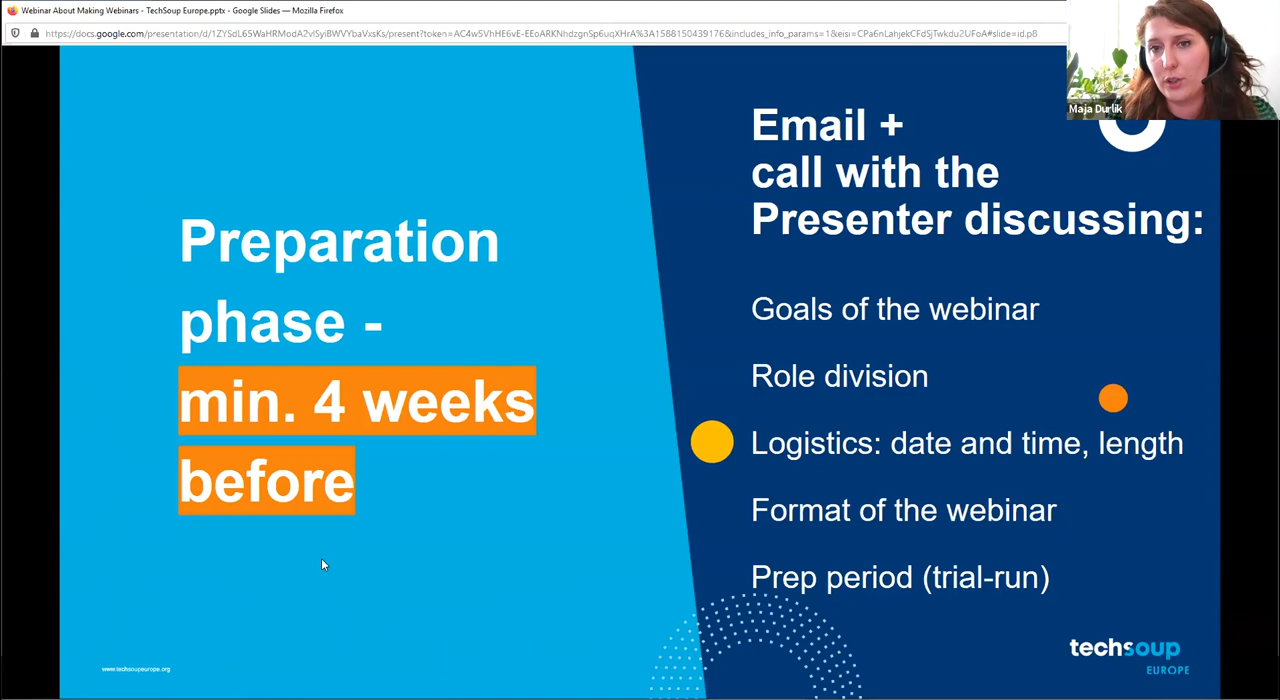 Webinar About Making Webinars - TechSoup Europe.pptx - Google Slides — Mozilla Firefox
Maja Durlik
Preparation
phase -
min. 4 weeks
before
www.techsoupeurope.org
Email +
call with the
Presenter discussing:
Goals of the webinar
Role division
Logistics: date and time, length
Format of the webinar
Prep period (trial-run)
techsoup
EUROPE